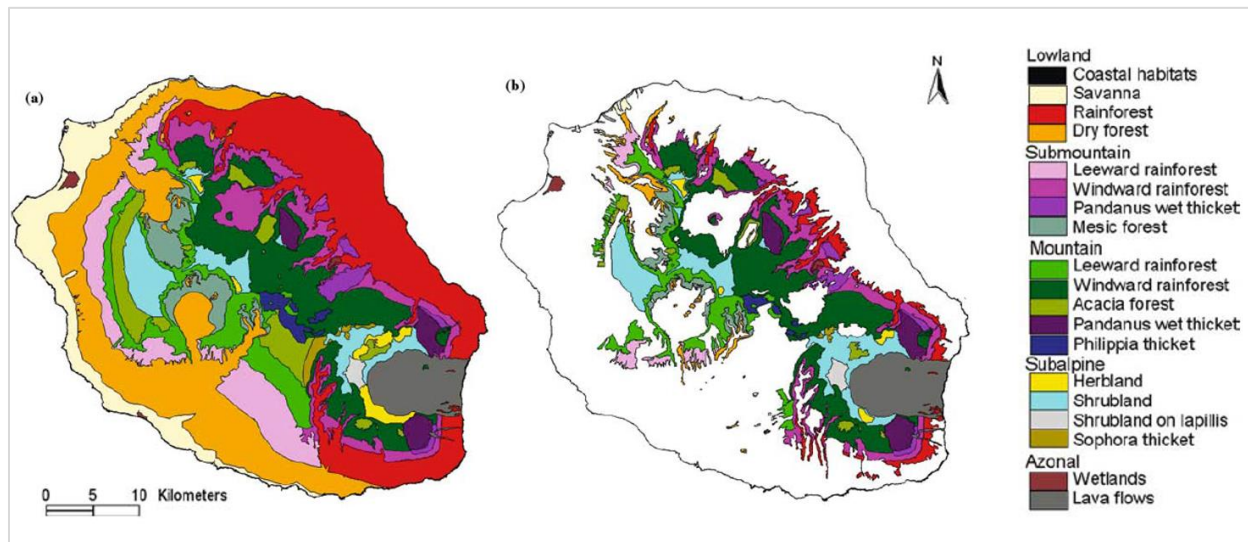 (a)
(b)
N
0 5 10 Kilometers
Lowland
Coastal habitats
Savanna
Rainforest
Dry forest
Submountain
Leeward rainforest
Windward rainforest
Pandanus wet thicket
Mesic forest
Mountain
Leeward rainforest
Windward rainforest
Acacia forest
Pandanus wet thicket
Philippia thicket
Subalpine
Herbland
Shrubland
Shrubland on lapillis
Sophora thicket
Azonal
Wetlands
Lava flows